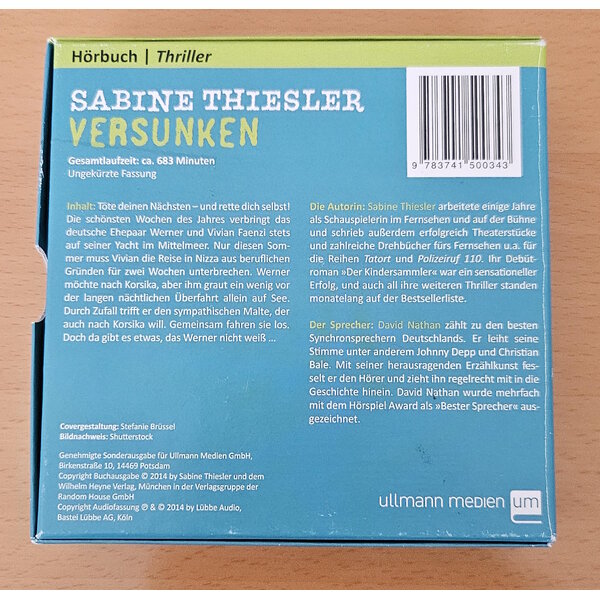 Hörbuch | Thriller
SABINE THIESLER
VERSUNKEN
Gesamtlaufzeit: ca. 683 Minuten
Ungekürzte Fassung
9 783741 500343
Inhalt: Töte deinen Nächsten – und rette dich selbst!
Die schönsten Wochen des Jahres verbringt das
deutsche Ehepaar Werner und Vivian Faenzi stets
auf seiner Yacht im Mittelmeer. Nur diesen Som-
mer muss Vivian die Reise in Nizza aus beruflichen
Gründen für zwei Wochen unterbrechen. Werner
möchte nach Korsika, aber ihm graut ein wenig vor
der langen nächtlichen Überfahrt allein auf See.
Durch Zufall trifft er den sympathischen Malte, der
auch nach Korsika will. Gemeinsam fahren sie los.
Doch da gibt es etwas, das Werner nicht weiß ...
Die Autorin: Sabine Thiesler arbeitete einige Jahre
als Schauspielerin im Fernsehen und auf der Bühne
und schrieb außerdem erfolgreich Theaterstücke
und zahlreiche Drehbücher fürs Fernsehen u.a. für
die Reihen Tatort und Polizeiruf 110. Ihr Debüt-
roman »Der Kindersammler« war ein sensationeller
Erfolg, und auch all ihre weiteren Thriller standen
monatelang auf der Bestsellerliste.
Der Sprecher: David Nathan zählt zu den besten
Synchronsprechern Deutschlands. Er leiht seine
Stimme unter anderem Johnny Depp und Christian
Bale. Mit seiner herausragenden Erzählkunst fes-
selt er den Hörer und zieht ihn regelrecht mit in die
Geschichte hinein. David Nathan wurde mehrfach
mit dem Hörspiel Award als »Bester Sprecher« aus-
gezeichnet.
Covergestaltung: Stefanie Brüssel
Bildnachweis: Shutterstock
Genehmigte Sonderausgabe für Ullmann Medien GmbH,
Birkenstraße 10, 14469 Potsdam
Copyright Buchausgabe © 2014 by Sabine Thiesler und dem
Wilhelm Heyne Verlag, München in der Verlagsgruppe der
Random House GmbH
Copyright Audiofassung ℗ & © 2014 by Lübbe Audio,
Bastei Lübbe AG, Köln
ullmann medien um